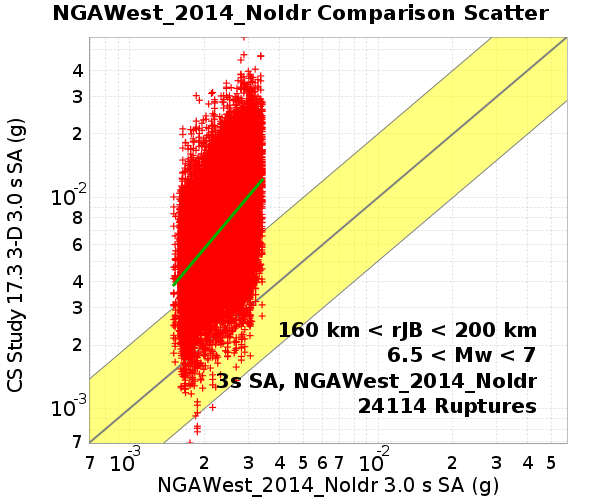 NGAWest_2014_NoIdr Comparison Scatter
CS Study 17.3 3-D 3.0 s SA (g)
4
3
2
10⁻²
8
6
4
3
2
10⁻³
7
160 km < rJB < 200 km
6.5 < Mw < 7
3s SA, NGAWest_2014_NoIdr
24114 Ruptures
7 10⁻³ 2 3 4 5 6 7 10⁻² 2 3 4 5
NGAWest_2014_NoIdr 3.0 s SA (g)